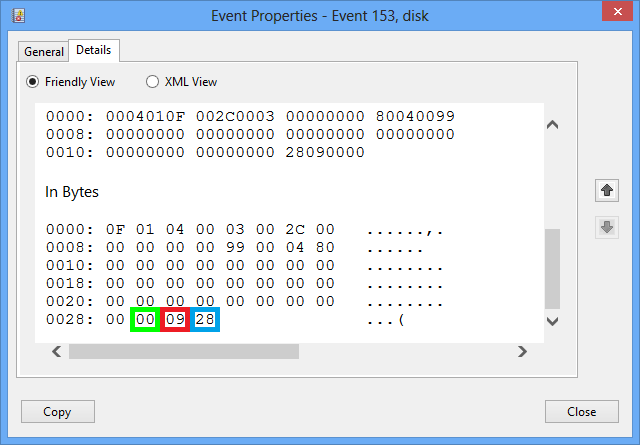 Event Properties - Event 153, disk
General Details
Friendly View XML View
0000: 0004010F 002C0003 00000000 80040099
0008: 00000000 00000000 00000000 00000000
0010: 00000000 00000000 28090000
In Bytes
0000: 0F 01 04 00 03 00 2C 00 ......,.
0008: 00 00 00 00 99 00 04 80 ......
0010: 00 00 00 00 00 00 00 00 ........
0018: 00 00 00 00 00 00 00 00 ........
0020: 00 00 00 00 00 00 00 00 ........
0028: 00 00 09 28 ...(
Copy Close